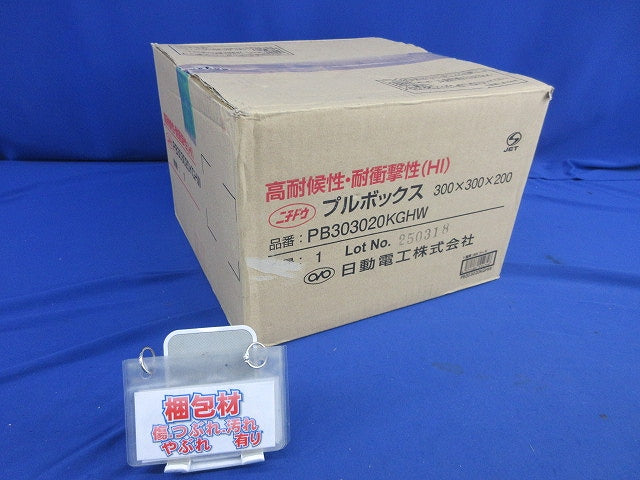 高耐候性・耐衝撃性(HI)
ニチドウ プルボックス 300×300×200
品番：PB303020KGHW
：1 Lot No. 250318
日動電工株式会社
JET
梱包材
傷、つぶれ、汚れ
やぶれ 有り